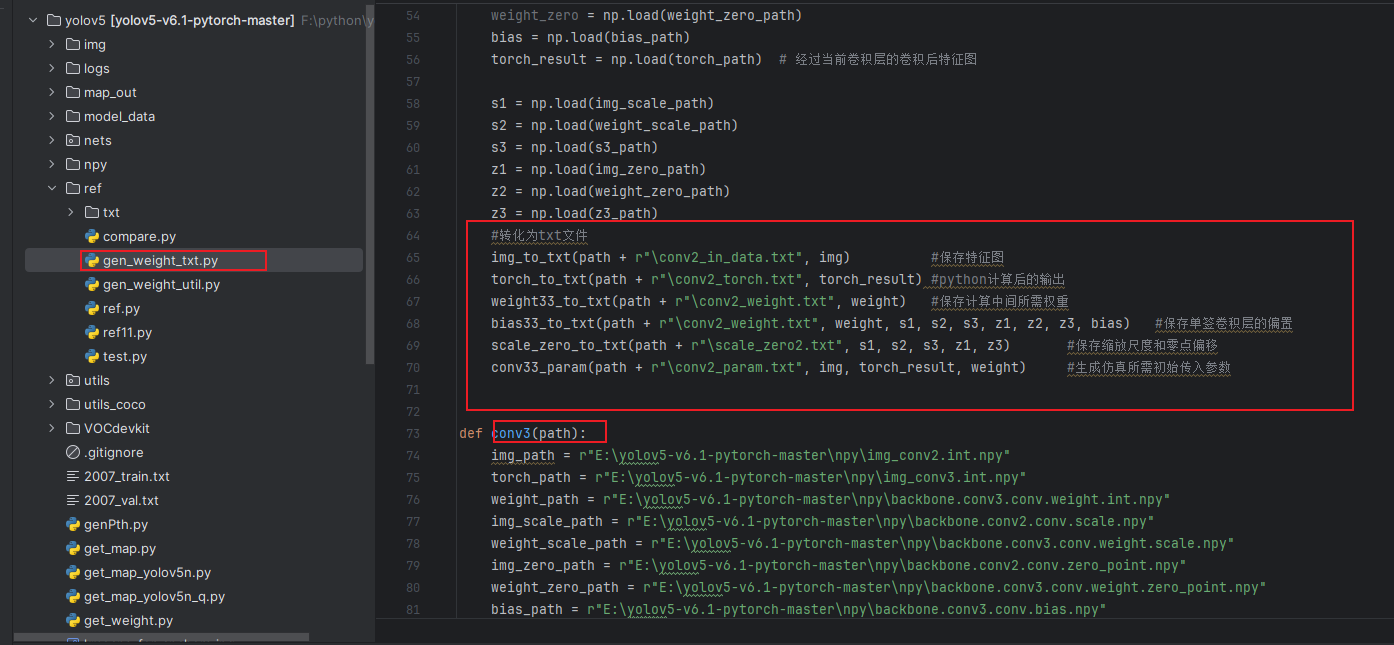 yolov5 [yolov5-v6.1-pytorch-master] F:\python\y
img
logs
map_out
model_data
nets
npy
ref
txt
compare.py
gen_weight_txt.py
gen_weight_util.py
ref.py
ref11.py
test.py
utils
utils_coco
VOCdevkit
.gitignore
2007_train.txt
2007_val.txt
genPth.py
get_map.py
get_map_yolov5n.py
get_map_yolov5n_q.py
get_weight.py
54 weight_zero = np.load(weight_zero_path)
55 bias = np.load(bias_path)
56 torch_result = np.load(torch_path) # 经过当前卷积层的卷积后特征图
57
58 s1 = np.load(img_scale_path)
59 s2 = np.load(weight_scale_path)
60 s3 = np.load(s3_path)
61 z1 = np.load(img_zero_path)
62 z2 = np.load(weight_zero_path)
63 z3 = np.load(z3_path)
64 #转化为txt文件
65 img_to_txt(path + r"\conv2_in_data.txt", img) #保存特征图
66 torch_to_txt(path + r"\conv2_torch.txt", torch_result) #python计算后的输出
67 weight33_to_txt(path + r"\conv2_weight.txt", weight) #保存计算中间所需权重
68 bias33_to_txt(path + r"\conv2_weight.txt", weight, s1, s2, s3, z1, z2, z3, bias) #保存单签卷积层的偏置
69 scale_zero_to_txt(path + r"\scale_zero2.txt", s1, s2, s3, z1, z3) #保存缩放尺度和零点偏移
70 conv33_param(path + r"\conv2_param.txt", img, torch_result, weight) #生成仿真所需初始传入参数
71
72
73 def conv3(path):
74 img_path = r"E:\yolov5-v6.1-pytorch-master\npy\img_conv2.int.npy"
75 torch_path = r"E:\yolov5-v6.1-pytorch-master\npy\img_conv3.int.npy"
76 weight_path = r"E:\yolov5-v6.1-pytorch-master\npy\backbone.conv3.conv.weight.int.npy"
77 img_scale_path = r"E:\yolov5-v6.1-pytorch-master\npy\backbone.conv2.conv.scale.npy"
78 weight_scale_path = r"E:\yolov5-v6.1-pytorch-master\npy\backbone.conv3.conv.weight.scale.npy"
79 img_zero_path = r"E:\yolov5-v6.1-pytorch-master\npy\backbone.conv2.conv.zero_point.npy"
80 weight_zero_path = r"E:\yolov5-v6.1-pytorch-master\npy\backbone.conv3.conv.weight.zero_point.npy"
81 bias_path = r"E:\yolov5-v6.1-pytorch-master\npy\backbone.conv3.conv.bias.npy"